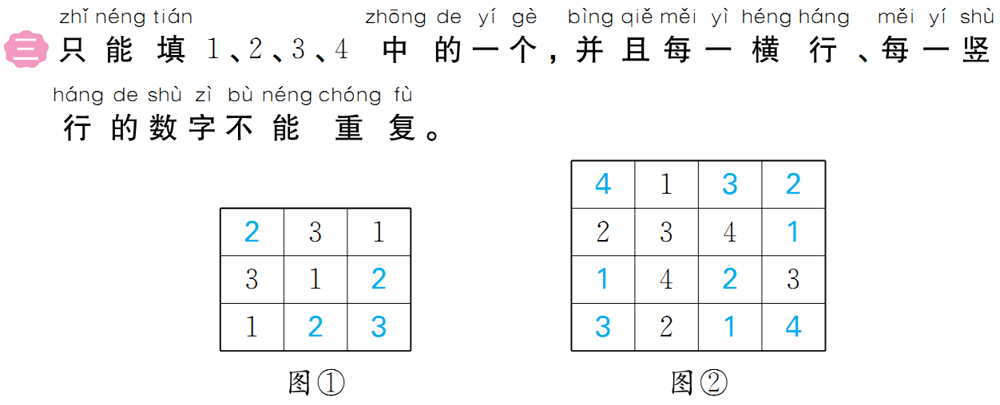 zhǐ néng tián zhōng de yí gè bìng qiě měi yì héng háng měi yí shù
三 只能填1、2、3、4中的一个，并且每一横行、每一竖
háng de shù zì bù néng chóng fù
行的数字不能重复。
2 3 1
3 1 2
1 2 3
图①
4 1 3 2
2 3 4 1
1 4 2 3
3 2 1 4
图②